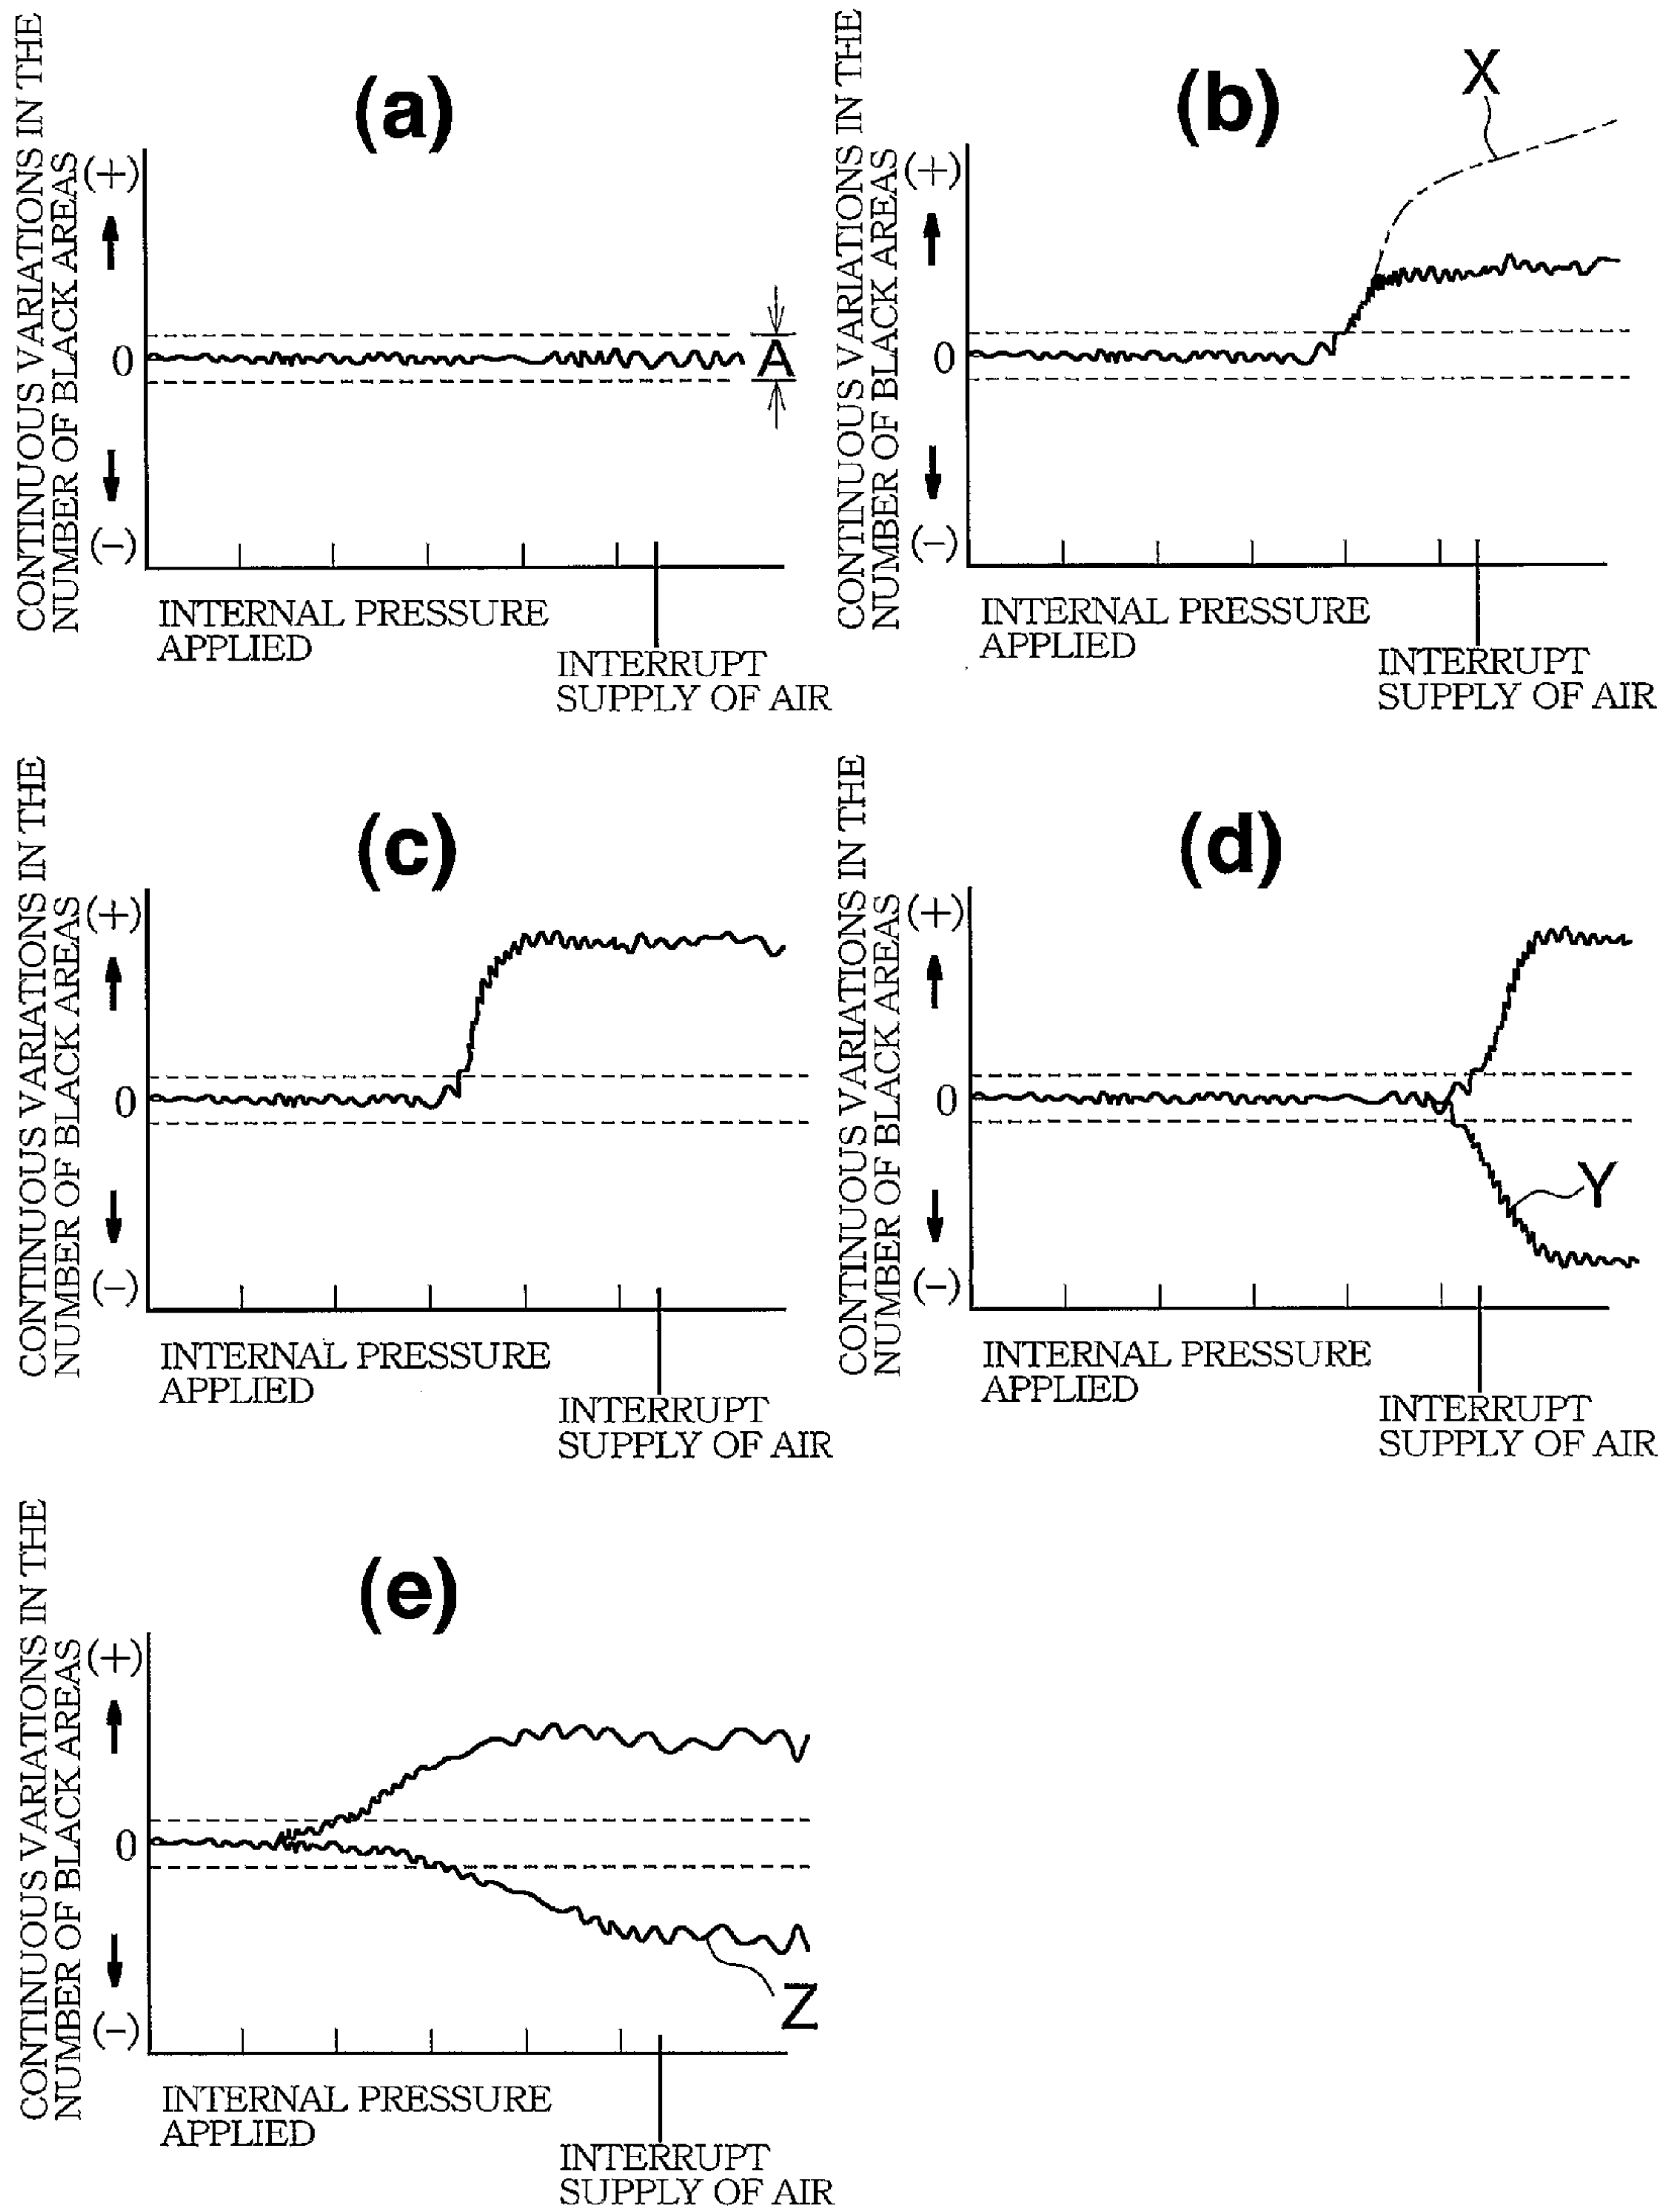 (a)
CONTINUOUS VARIATIONS IN THE
NUMBER OF BLACK AREAS
(+)
0
(-)
A
INTERNAL PRESSURE
APPLIED
INTERRUPT
SUPPLY OF AIR
(b)
X
CONTINUOUS VARIATIONS IN THE
NUMBER OF BLACK AREAS
(+)
0
(-)
INTERNAL PRESSURE
APPLIED
INTERRUPT
SUPPLY OF AIR
(c)
CONTINUOUS VARIATIONS IN THE
NUMBER OF BLACK AREAS
(+)
0
(-)
INTERNAL PRESSURE
APPLIED
INTERRUPT
SUPPLY OF AIR
(d)
CONTINUOUS VARIATIONS IN THE
NUMBER OF BLACK AREAS
(+)
0
(-)
Y
INTERNAL PRESSURE
APPLIED
INTERRUPT
SUPPLY OF AIR
(e)
CONTINUOUS VARIATIONS IN THE
NUMBER OF BLACK AREAS
(+)
0
(-)
Z
INTERNAL PRESSURE
APPLIED
INTERRUPT
SUPPLY OF AIR